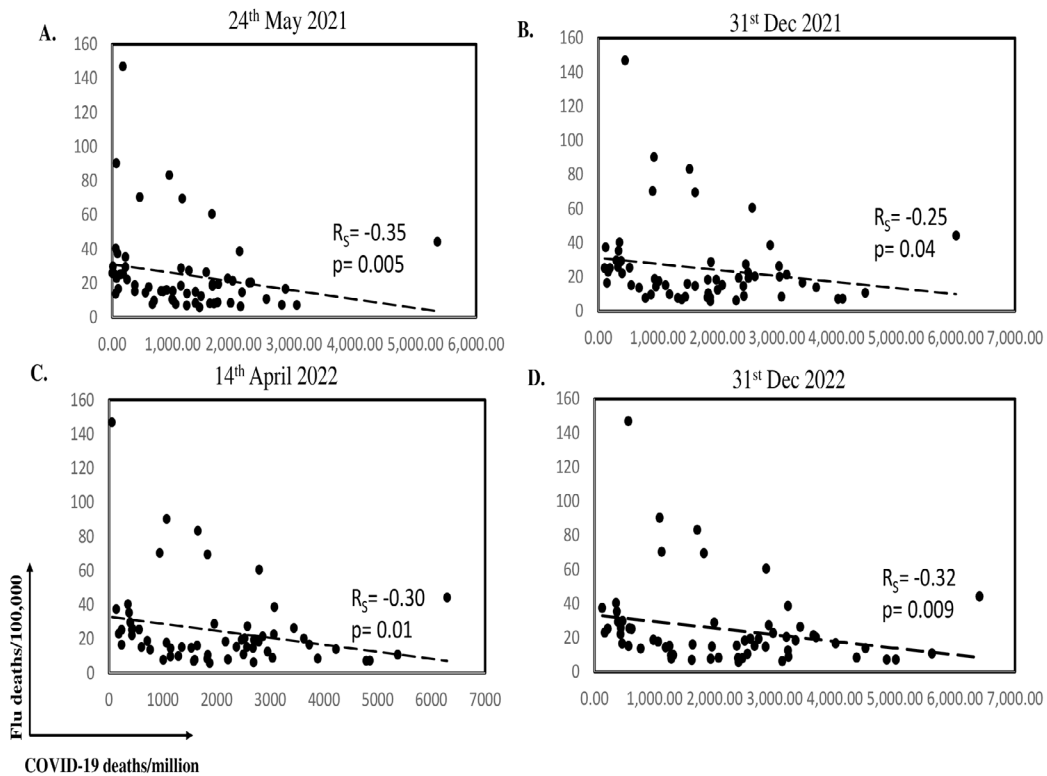 A.
24th May 2021
160
140
120
100
80
60
40
20
0
RS= -0.35
p= 0.005
0.00 1,000.00 2,000.00 3,000.00 4,000.00 5,000.00 6,000.00
B.
31st Dec 2021
160
140
120
100
80
60
40
20
0
RS= -0.25
p= 0.04
0.00 1,000.00 2,000.00 3,000.00 4,000.00 5,000.00 6,000.00 7,000.00
C.
14th April 2022
160
140
120
100
80
60
40
20
0
RS= -0.30
p= 0.01
0 1000 2000 3000 4000 5000 6000 7000
D.
31st Dec 2022
160
140
120
100
80
60
40
20
0
RS= -0.32
p= 0.009
0.00 1,000.00 2,000.00 3,000.00 4,000.00 5,000.00 6,000.00 7,000.00
Flu deaths/100,000
COVID-19 deaths/million